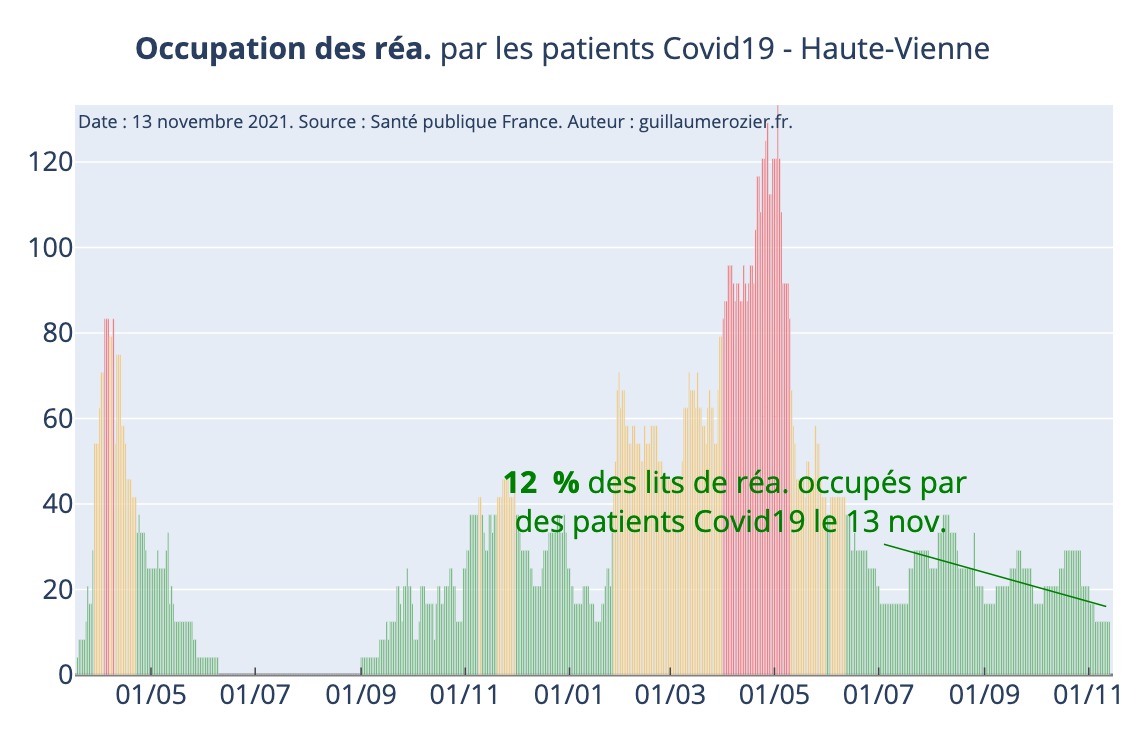 Occupation des réa. par les patients Covid19 - Haute-Vienne
Date : 13 novembre 2021. Source : Santé publique France. Auteur : guillaumerozier.fr.
120
100
80
60
40
20
0
12 % des lits de réa. occupés par
des patients Covid19 le 13 nov.
01/05 01/07 01/09 01/11 01/01 01/03 01/05 01/07 01/09 01/11